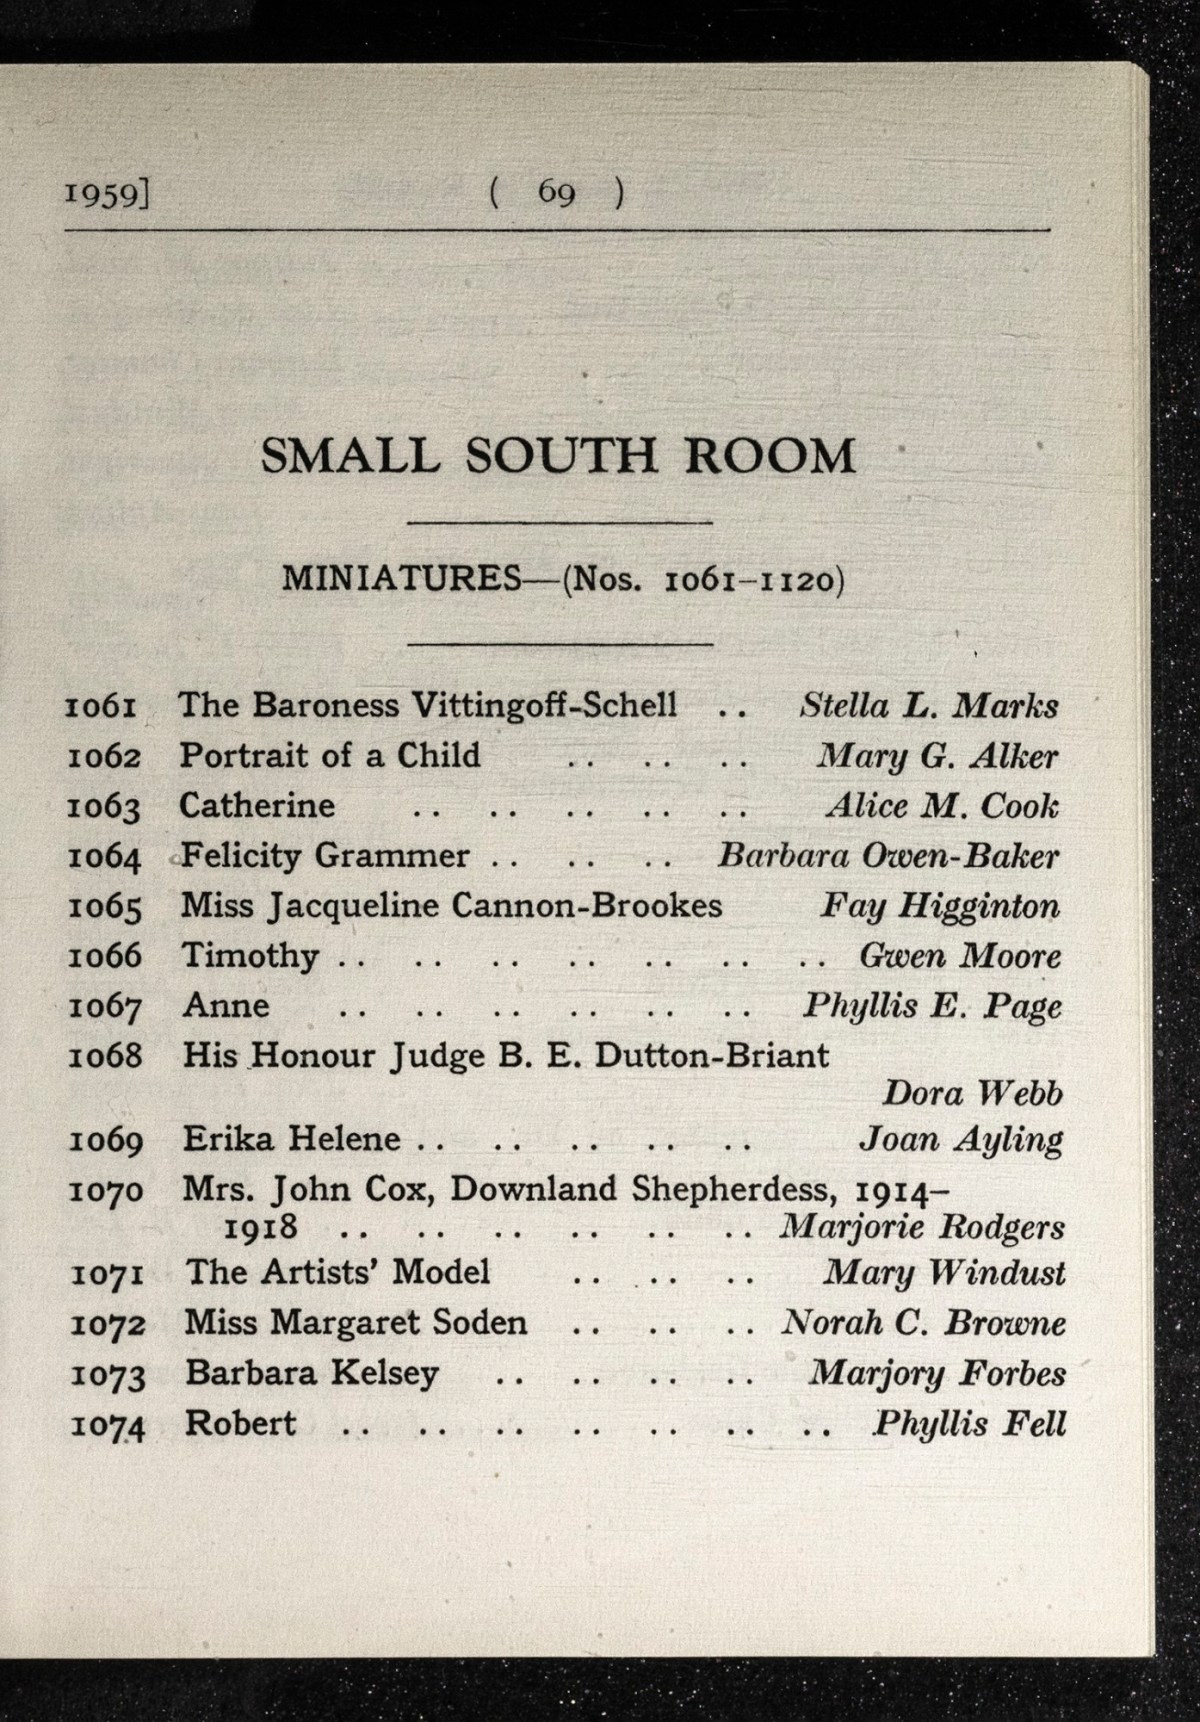 1959] ( 69 )
SMALL SOUTH ROOM
MINIATURES—(Nos. 1061–1120)
1061 The Baroness Vittingoff-Schell .. Stella L. Marks
1062 Portrait of a Child .. .. .. Mary G. Alker
1063 Catherine .. .. .. .. .. Alice M. Cook
1064 Felicity Grammer .. .. .. Barbara Owen-Baker
1065 Miss Jacqueline Cannon-Brookes Fay Higginton
1066 Timothy .. .. .. .. .. .. .. Gwen Moore
1067 Anne .. .. .. .. .. .. Phyllis E. Page
1068 His Honour Judge B. E. Dutton-Briant
Dora Webb
1069 Erika Helene .. .. .. .. .. Joan Ayling
1070 Mrs. John Cox, Downland Shepherdess, 1914–
1918 .. .. .. .. .. .. Marjorie Rodgers
1071 The Artists’ Model .. .. .. Mary Windust
1072 Miss Margaret Soden .. .. .. Norah C. Browne
1073 Barbara Kelsey .. .. .. .. Marjory Forbes
1074 Robert .. .. .. .. .. .. .. Phyllis Fell